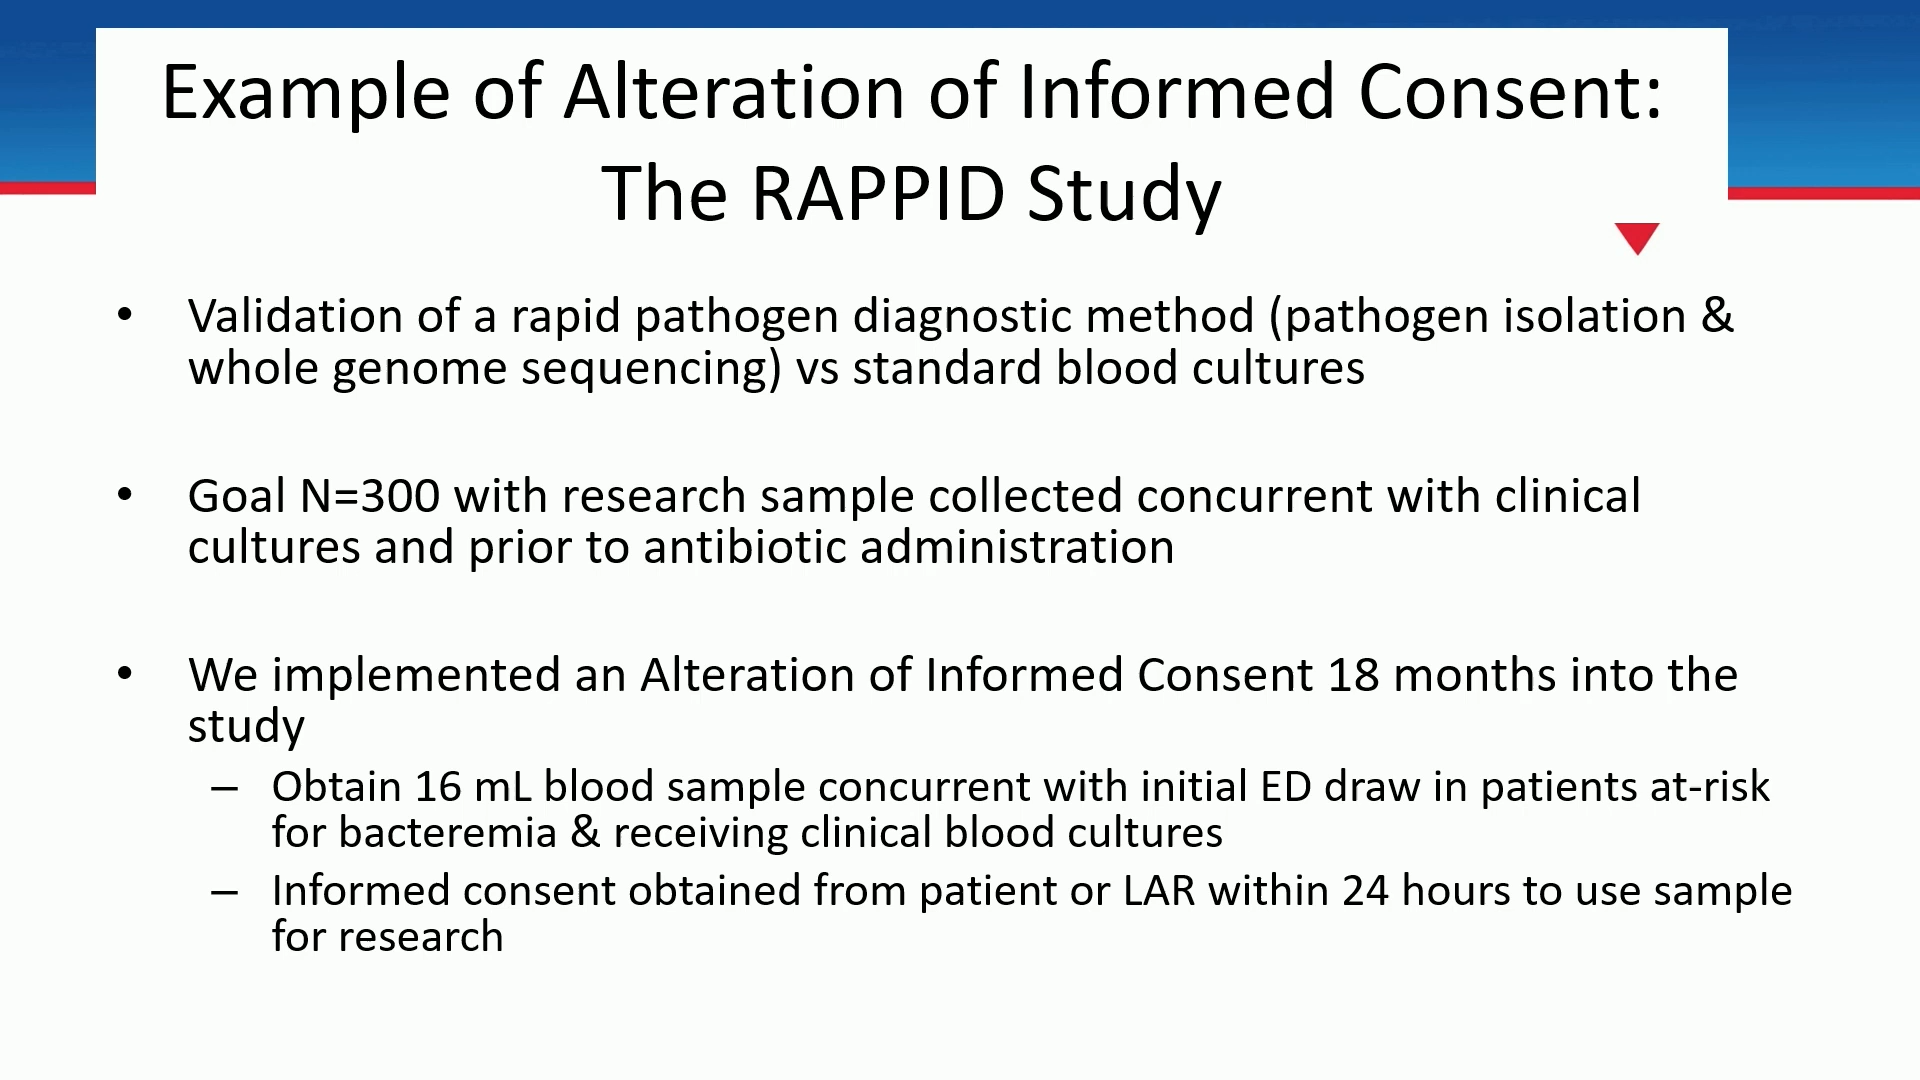 Example of Alteration of Informed Consent:
The RAPPID Study
• Validation of a rapid pathogen diagnostic method (pathogen isolation &
whole genome sequencing) vs standard blood cultures
• Goal N=300 with research sample collected concurrent with clinical
cultures and prior to antibiotic administration
• We implemented an Alteration of Informed Consent 18 months into the
study
– Obtain 16 mL blood sample concurrent with initial ED draw in patients at-risk
for bacteremia & receiving clinical blood cultures
– Informed consent obtained from patient or LAR within 24 hours to use sample
for research